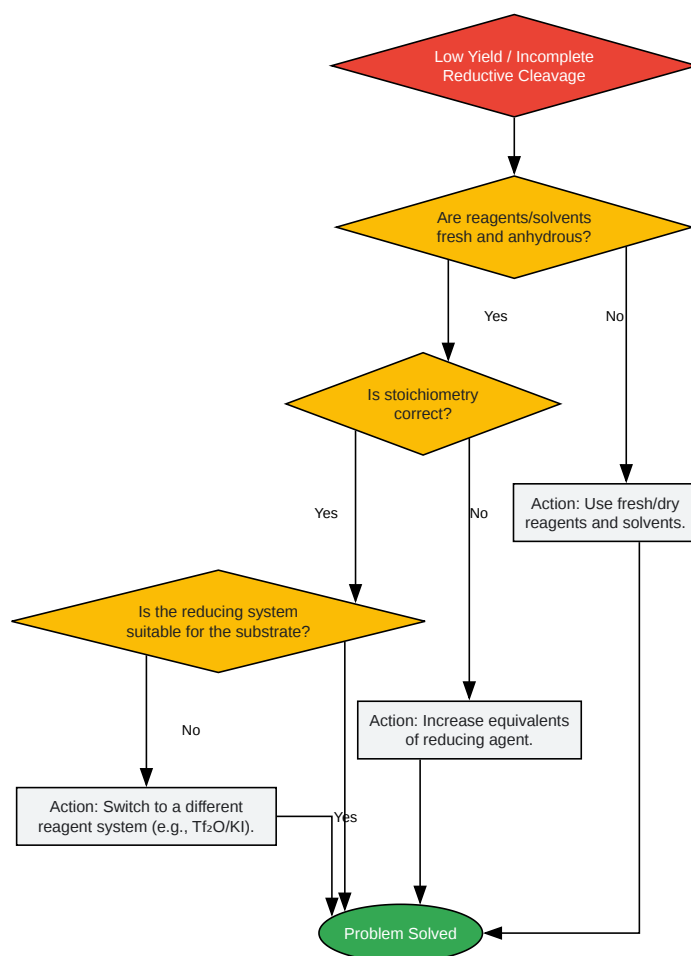 Low Yield / Incomplete
Reductive Cleavage
Are reagents/solvents
fresh and anhydrous?
Yes
No
Is stoichiometry
correct?
Action: Use fresh/dry
reagents and solvents.
Yes
No
Is the reducing system
suitable for the substrate?
Action: Increase equivalents
of reducing agent.
No
Action: Switch to a different
reagent system (e.g., Tf₂O/KI).
Yes
Problem Solved